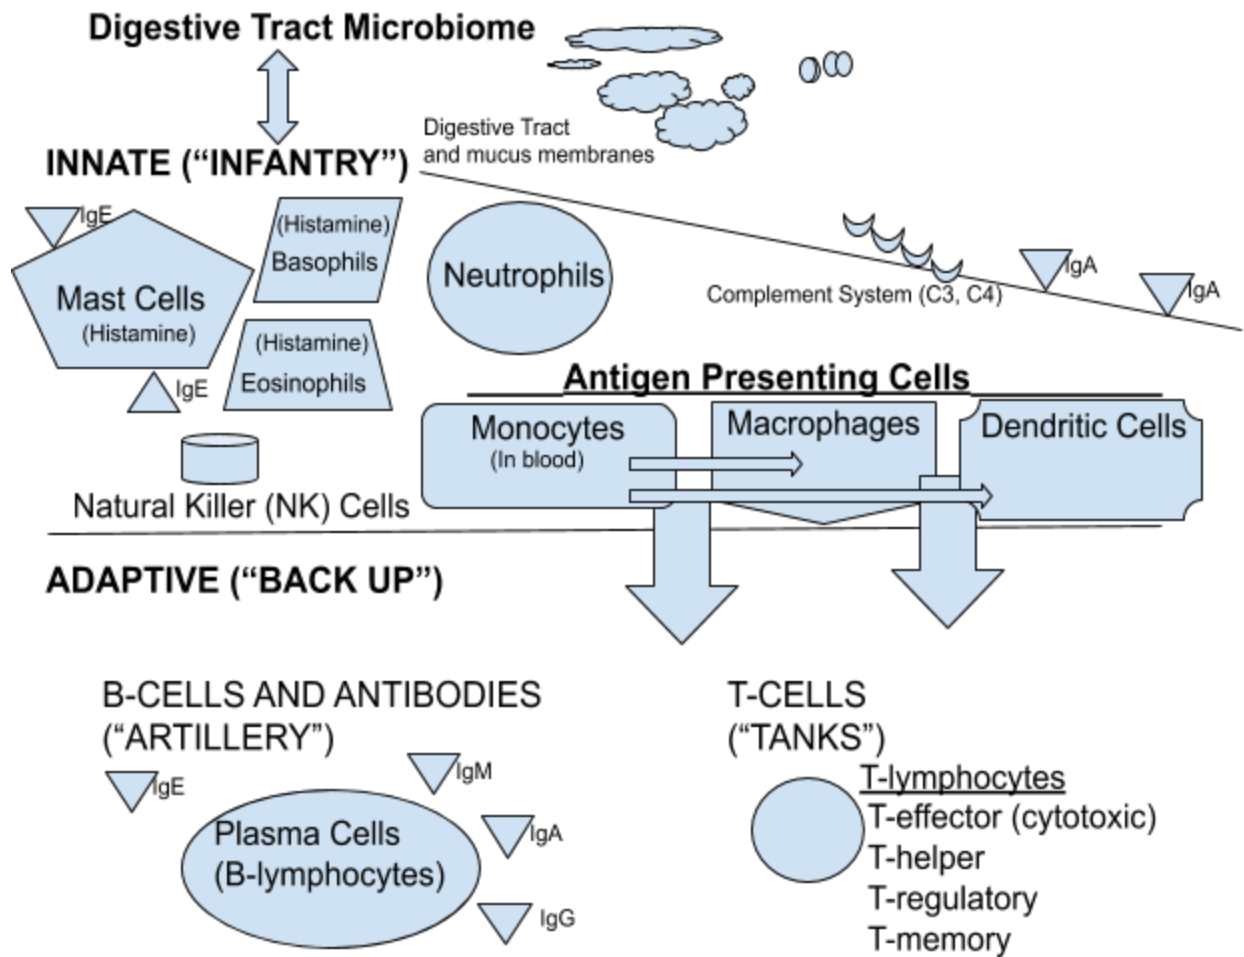 Digestive Tract Microbiome
Digestive Tract
and mucus membranes
INNATE (“INFANTRY”)
IgE
Mast Cells
(Histamine)
IgE
(Histamine)
Basophils
(Histamine)
Eosinophils
Neutrophils
Complement System (C3, C4)
IgA
IgA
Natural Killer (NK) Cells
Antigen Presenting Cells
Monocytes
(In blood)
Macrophages
Dendritic Cells
ADAPTIVE (“BACK UP”)
B-CELLS AND ANTIBODIES
(“ARTILLERY”)
IgE
IgM
IgA
IgG
Plasma Cells
(B-lymphocytes)
T-CELLS
(“TANKS”)
T-lymphocytes
T-effector (cytotoxic)
T-helper
T-regulatory
T-memory